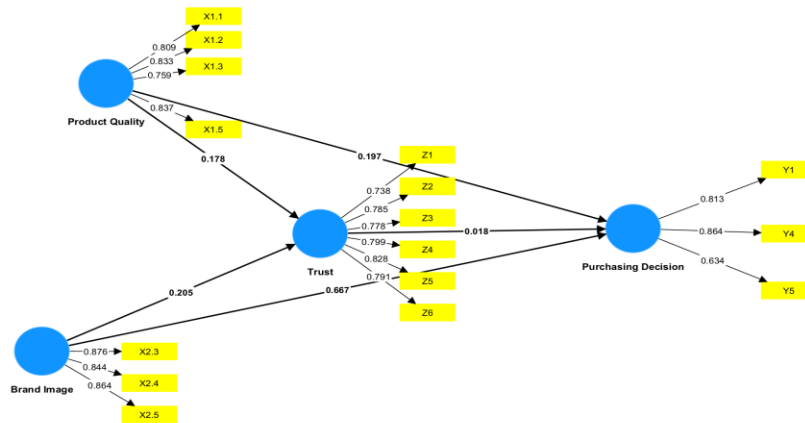 X1.1
0.809
X1.2
0.833
0.759
X1.3
0.837
Product Quality
X1.5
0.178
0.197
Z1
0.738
Z2
0.785
Z3
0.778
Z4
0.799
0.018
Z5
0.828
0.791
Z6
Trust
Y1
0.813
Y4
0.864
0.634
Y5
Purchasing Decision
0.205
0.667
0.876
X2.3
0.844
X2.4
0.864
X2.5
Brand Image